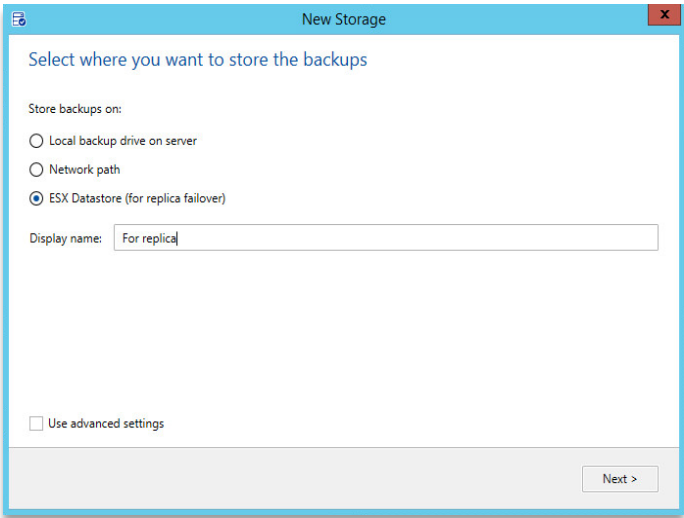 New Storage
x
Select where you want to store the backups
Store backups on:
Local backup drive on server
Network path
ESX Datastore (for replica failover)
Display name: For replica
Use advanced settings
Next >